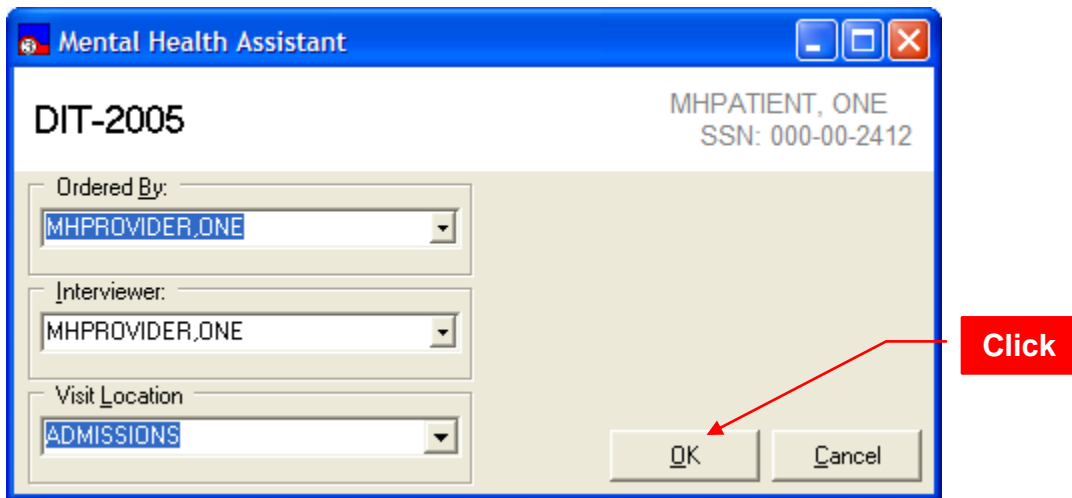 Mental Health Assistant
DIT-2005
MHPATIENT, ONE
SSN: 000-00-2412
Ordered By:
MHPROVIDER,ONE
Interviewer:
MHPROVIDER,ONE
Visit Location
ADMISSIONS
OK
Cancel
Click